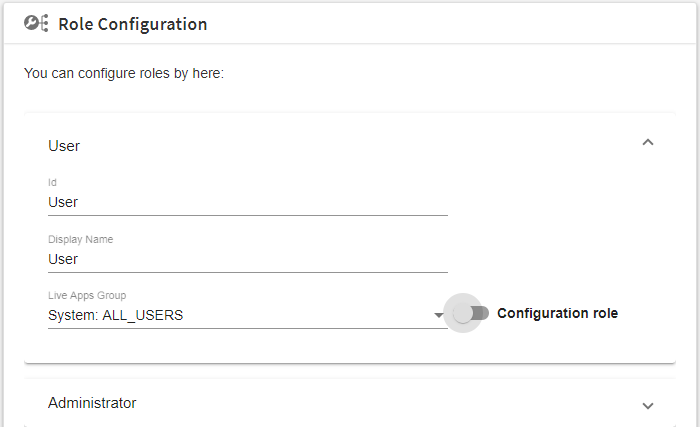 Role Configuration
You can configure roles by here:
User
Id
User
Display Name
User
Live Apps Group
System: ALL_USERS
Configuration role
Administrator